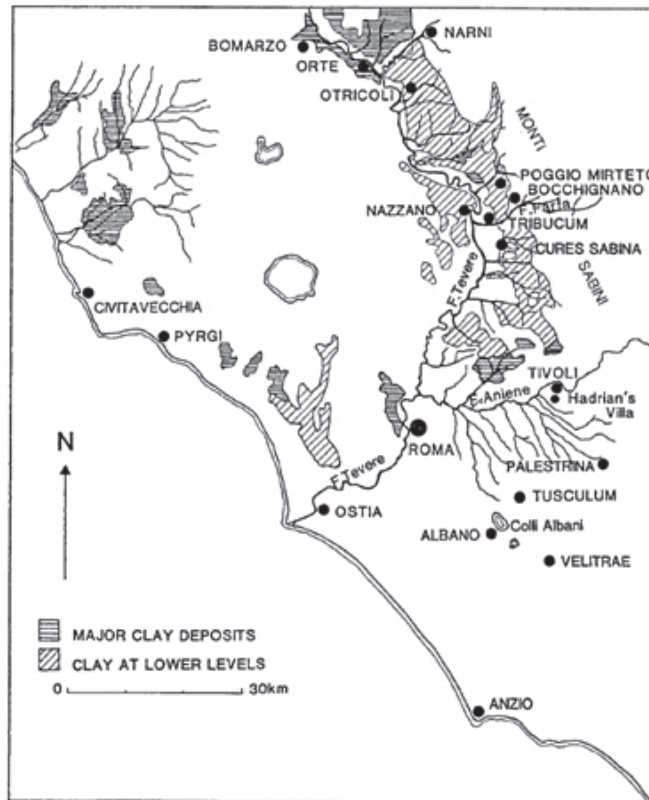 NARNI
BOMARZO
ORTE
OTRICOLI
MONTI
POGGIO MIRTETO
BOCCHIGNANO
F. Farfa
NAZZANO
TRIBUCUM
CURES SABINA
SABINI
F. Tevere
CIVITAVECCHIA
PYRGI
TIVOLI
F. Aniene
Hadrian's
Villa
ROMA
N
F. Tevere
PALESTRINA
TUSCULUM
OSTIA
ALBANO
Colli Albani
VELITRAE
MAJOR CLAY DEPOSITS
CLAY AT LOWER LEVELS
0 30km
ANZIO